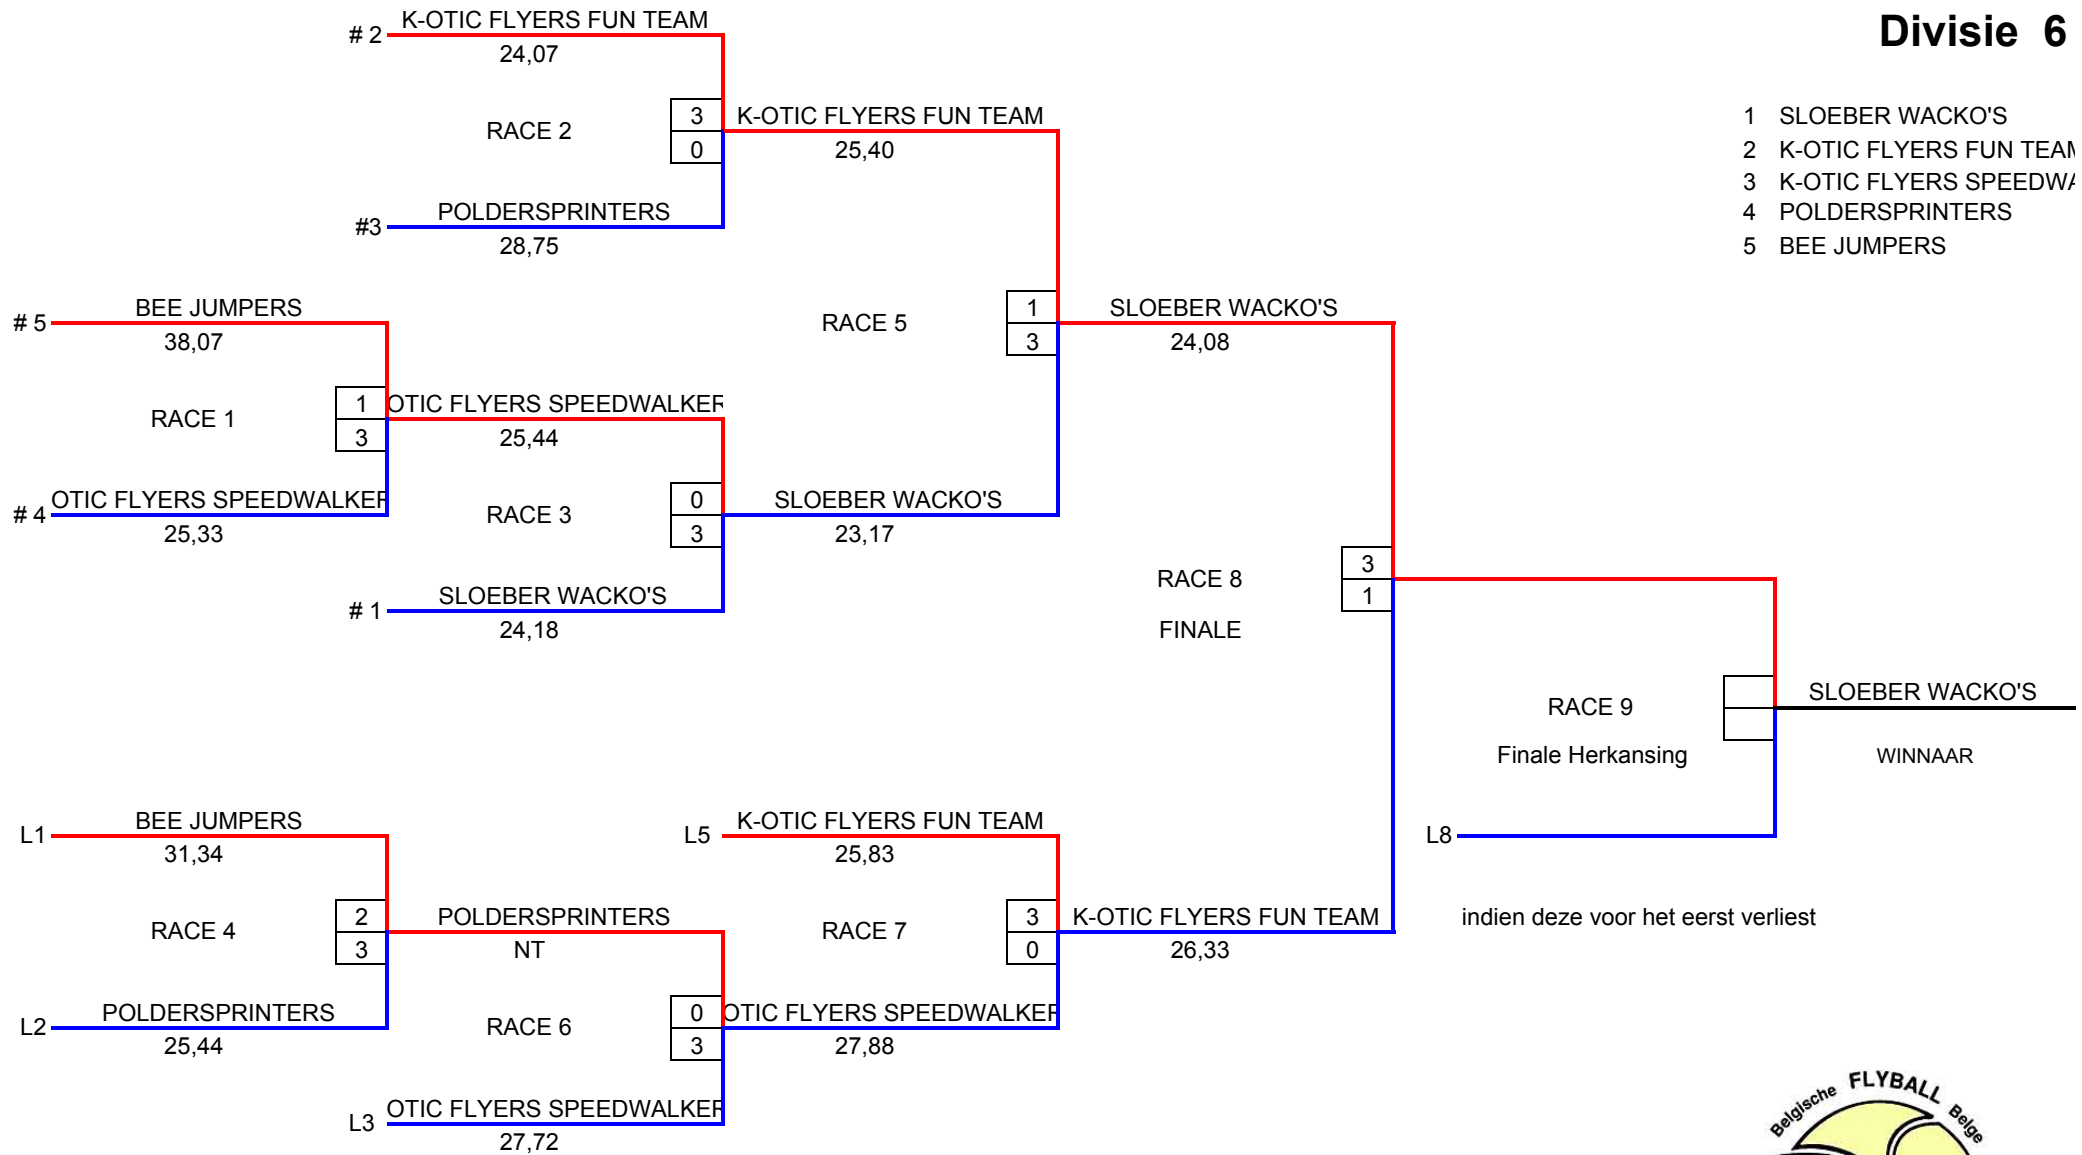 Divisie 6
# 2 K-OTIC FLYERS FUN TEAM
24,07
RACE 2
3
0
K-OTIC FLYERS FUN TEAM
25,40
#3 POLDERSPRINTERS
28,75
1 SLOEBER WACKO'S
2 K-OTIC FLYERS FUN TEAM
3 K-OTIC FLYERS SPEEDWA
4 POLDERSPRINTERS
5 BEE JUMPERS
# 5 BEE JUMPERS
38,07
RACE 1
1
3
OTIC FLYERS SPEEDWALKER
25,44
# 4 OTIC FLYERS SPEEDWALKER
25,33
RACE 3
0
3
SLOEBER WACKO'S
23,17
# 1 SLOEBER WACKO'S
24,18
RACE 5
1
3
SLOEBER WACKO'S
24,08
RACE 8
FINALE
3
1
RACE 9
Finale Herkansing
SLOEBER WACKO'S
WINNAAR
L8
indien deze voor het eerst verliest
L1 BEE JUMPERS
31,34
RACE 4
2
3
POLDERSPRINTERS
NT
L2 POLDERSPRINTERS
25,44
RACE 6
0
3
OTIC FLYERS SPEEDWALKER
27,88
L3 OTIC FLYERS SPEEDWALKER
27,72
L5 K-OTIC FLYERS FUN TEAM
25,83
RACE 7
3
0
K-OTIC FLYERS FUN TEAM
26,33
Belgische FLYBALL Belge